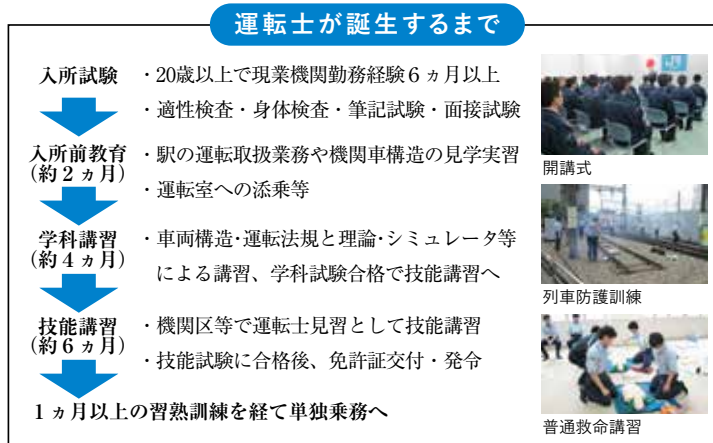 運転士が誕生するまで
入所試験
・20歳以上で現業機関勤務経験6ヵ月以上
・適性検査・身体検査・筆記試験・面接試験
入所前教育
(約2ヵ月)
・駅の運転取扱業務や機関車構造の見学実習
・運転室への添乗等
学科講習
(約4ヵ月)
・車両構造・運転法規と理論・シミュレータ等
による講習、学科試験合格で技能講習へ
技能講習
(約6ヵ月)
・機関区等で運転士見習として技能講習
・技能試験に合格後、免許証交付・発令
1ヵ月以上の習熟訓練を経て単独乗務へ
開講式
列車防護訓練
普通救命講習